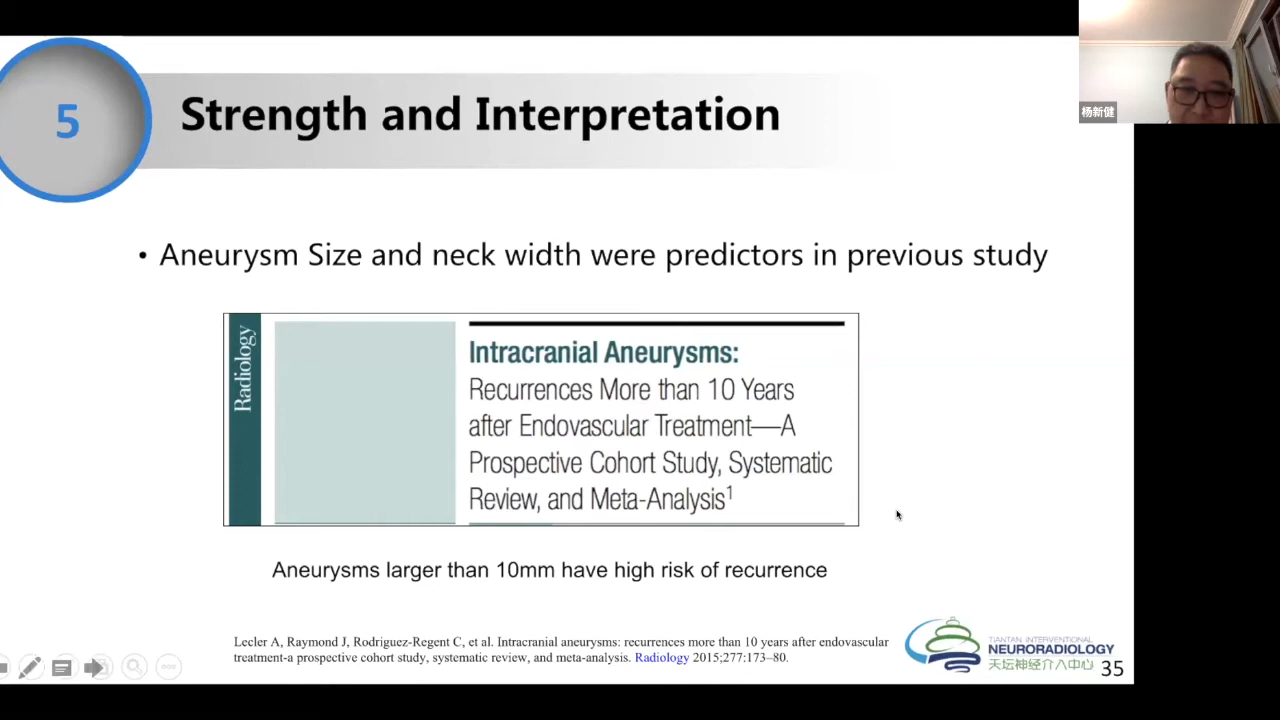 5
Strength and Interpretation
杨新健
• Aneurysm Size and neck width were predictors in previous study
Radiology
Intracranial Aneurysms:
Recurrences More than 10 Years
after Endovascular Treatment—A
Prospective Cohort Study, Systematic
Review, and Meta-Analysis¹
Aneurysms larger than 10mm have high risk of recurrence
Lecler A, Raymond J, Rodriguez-Regent C, et al. Intracranial aneurysms: recurrences more than 10 years after endovascular
treatment-a prospective cohort study, systematic review, and meta-analysis. Radiology 2015;277:173–80.
TIANTAN INTERVENTIONAL
NEURORADIOLOGY
天坛神经介入中心
35